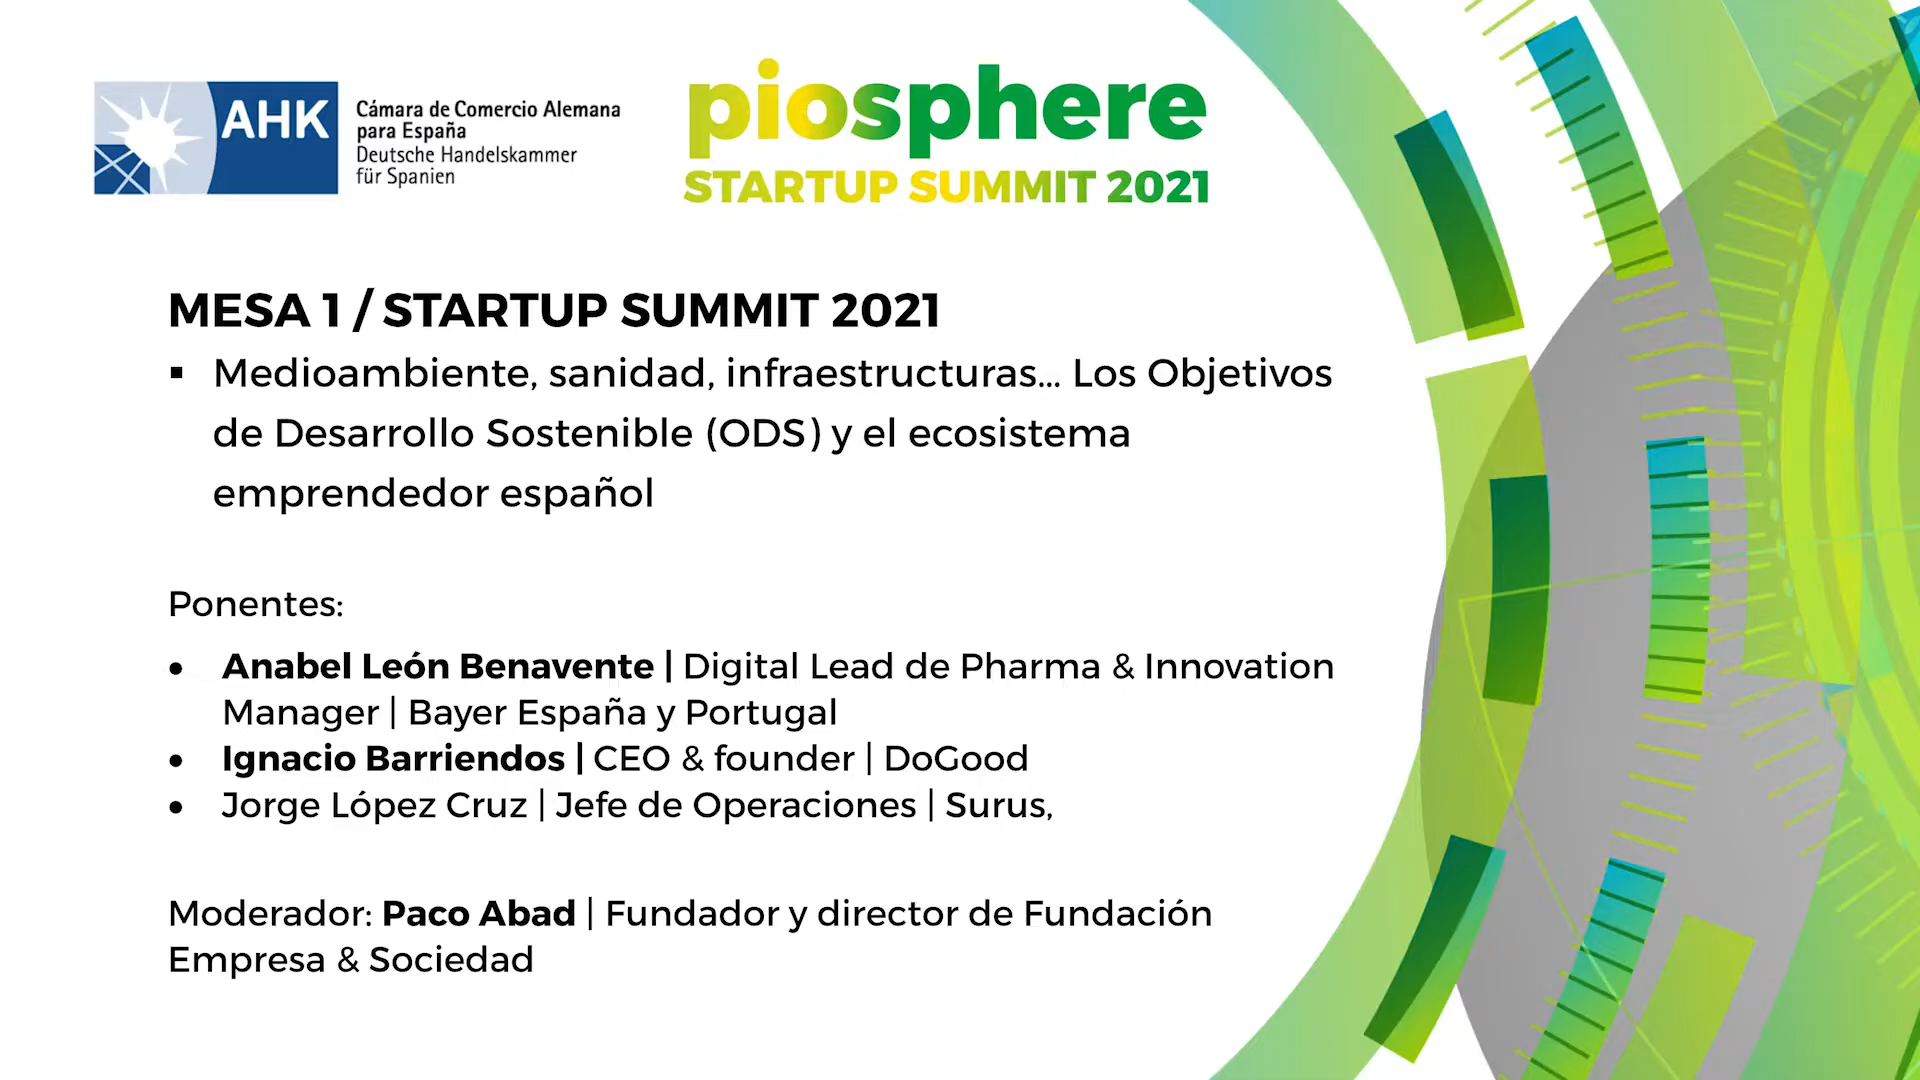 AHK
Cámara de Comercio Alemana
para España
Deutsche Handelskammer
für Spanien
piosphere
STARTUP SUMMIT 2021
MESA 1 / STARTUP SUMMIT 2021
▪ Medioambiente, sanidad, infraestructuras... Los Objetivos
de Desarrollo Sostenible (ODS) y el ecosistema
emprendedor español
Ponentes:
• Anabel León Benavente | Digital Lead de Pharma & Innovation
Manager | Bayer España y Portugal
• Ignacio Barriendos | CEO & founder | DoGood
• Jorge López Cruz | Jefe de Operaciones | Surus,
Moderador: Paco Abad | Fundador y director de Fundación
Empresa & Sociedad